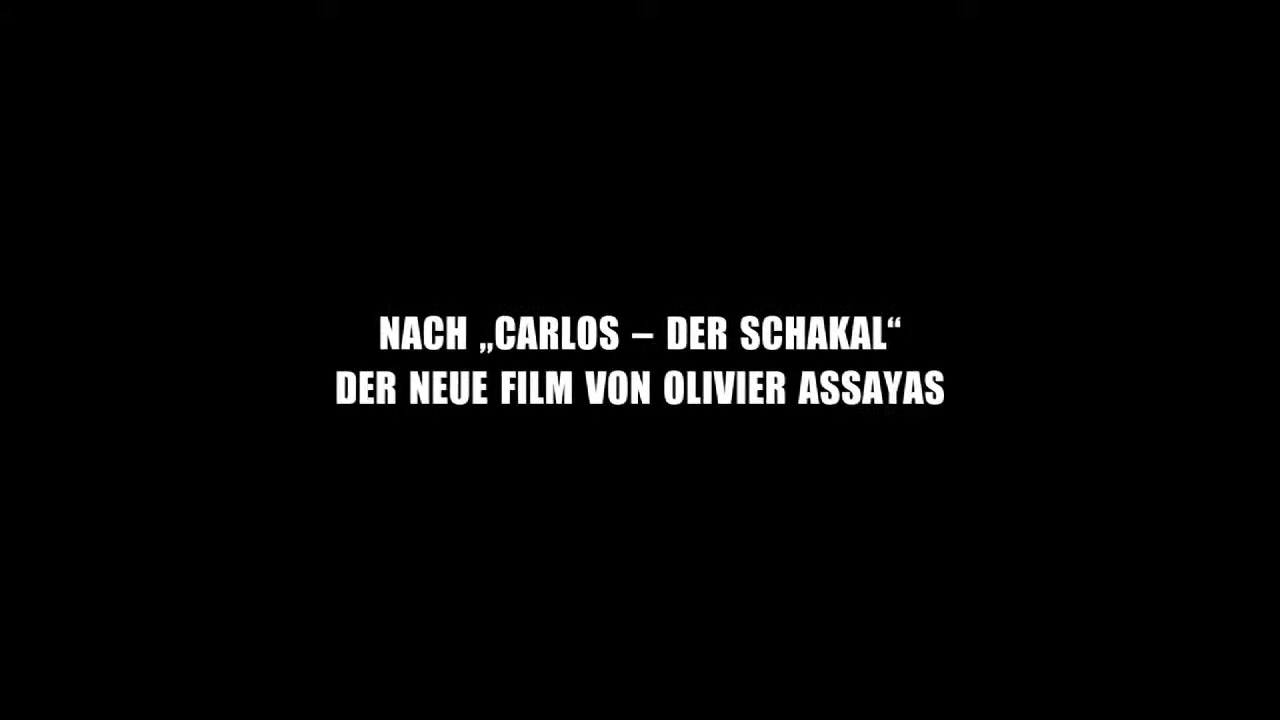 NACH „CARLOS – DER SCHAKAL“
DER NEUE FILM VON OLIVIER ASSAYAS